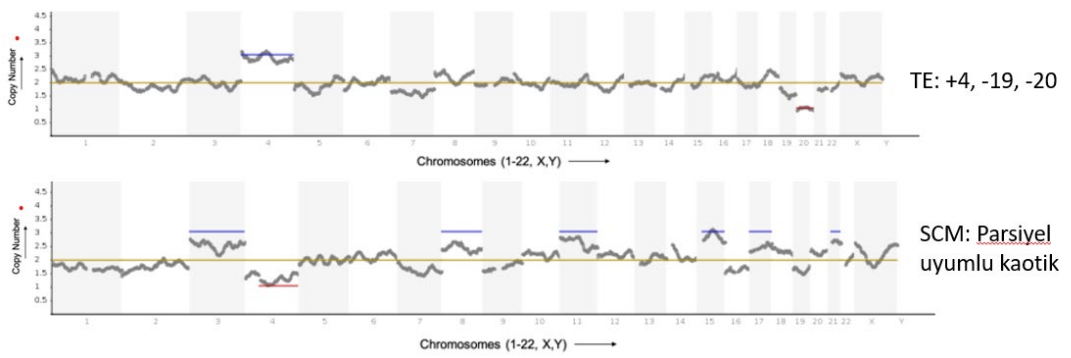 4.5
4
3.5
3
2.5
2
1.5
1
0.5
Copy Number
1 2 3 4 5 6 7 8 9 10 11 12 13 14 15 16 17 18 19 20 21 22 X Y
Chromosomes (1-22, X,Y)
TE: +4, -19, -20
4.5
4
3.5
3
2.5
2
1.5
1
0.5
Copy Number
1 2 3 4 5 6 7 8 9 10 11 12 13 14 15 16 17 18 19 20 21 22 X Y
Chromosomes (1-22, X,Y)
SCM: Parsiyel
uyumlu kaotik